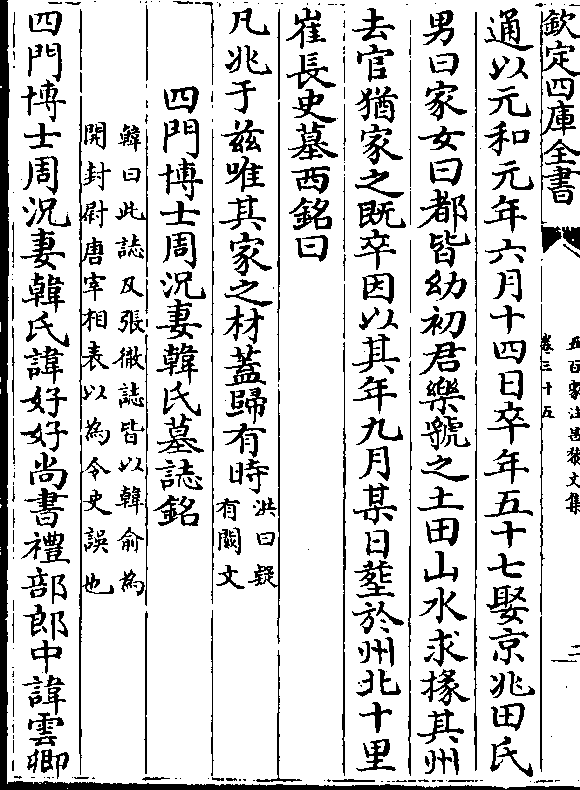 欽定四庫全書
五百家注昌黎文集
卷三十五
二
通以元和元年六月十四日卒年五十七娶京兆田氏
男曰家女曰都皆幼初君樂虢之土田山水求掾其州
去官猶家之既卒因以其年九月某日塟於州北十里
崔長史墓西銘曰
凡兆于兹唯其家之材蓋歸有時洪曰疑
有闕文
四門博士周況妻韓氏墓誌銘
韓曰此誌及張徹誌皆以韓俞為
開封尉唐宰相表以為令史誤也
四門博士周況妻韓氏諱好好尚書禮部郎中諱雲卿